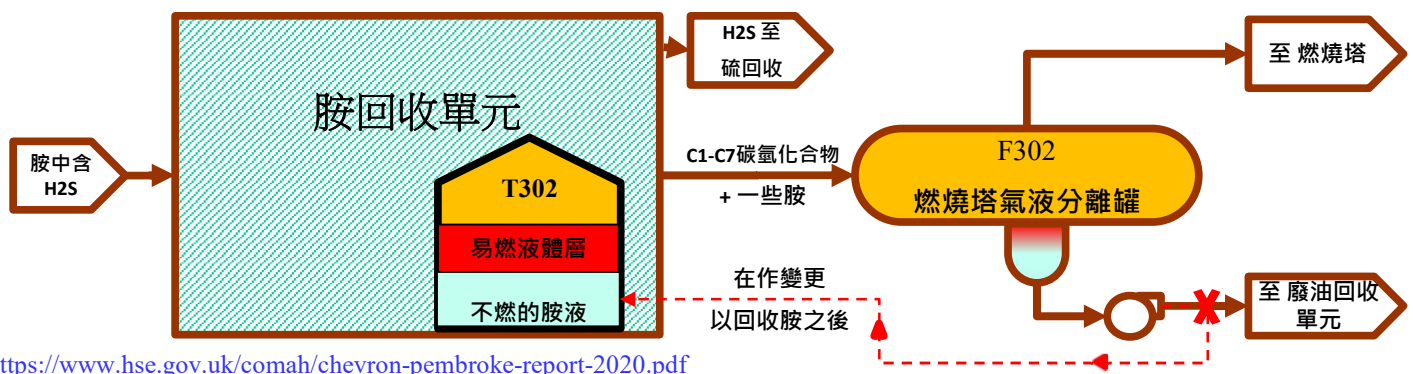 胺中含
H2S
胺回收單元
T302
易燃液體層
不燃的胺液
H2S 至
硫回收
C1-C7碳氫化合物
+ 一些胺
F302
燃燒塔氣液分離罐
至 燃燒塔
在作變更
以回收胺之後
至 廢油回收
單元
ttps://www.hse.gov.uk/comah/chevron-pembroke-report-2020.pdf